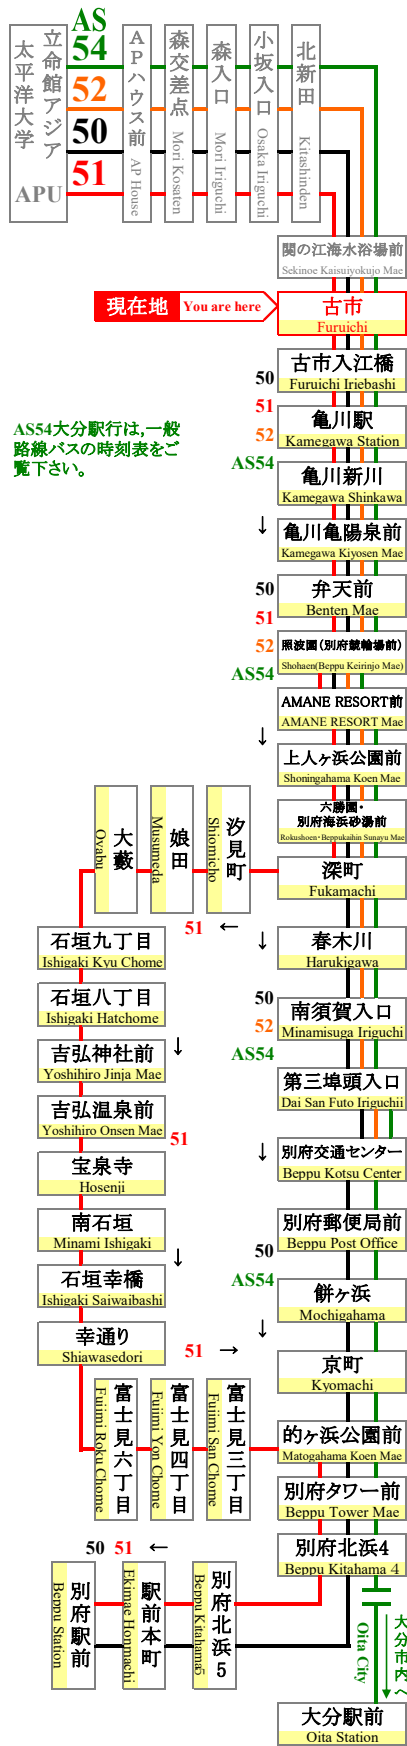 AS
54
52
50
51
立命館アジア
太平洋大学
APU
APハウス前
AP House
森交差点
Mori Kosaten
森入口
Mori Iriguchi
小坂入口
Osaka Iriguchi
北新田
Kitashinden
関の江海水浴場前
Sekinoe Kaisuiyokujo Mae
現在地
You are here
古市
Furuichi
古市入江橋
Furuichi Iriebashi
50
51
52
AS54
亀川駅
Kamegawa Station
AS54大分駅行は,一般
路線バスの時刻表をご
覧下さい。
亀川新川
Kamegawa Shinkawa
↓
亀川亀陽泉前
Kamegawa Kiyosen Mae
50
51
52
AS54
弁天前
Benten Mae
照波園(別府競輪場前)
Shohaen(Beppu Keirinjo Mae)
AMANE RESORT前
AMANE RESORT Mae
↓
上人ヶ浜公園前
Shoningahama Koen Mae
六勝園・
別府海浜砂湯前
Rokushoen・Beppukaihin Sunayu Mae
深町
Fukamachi
汐見町
Shiomicho
娘田
Musumeda
大藪
Oyabu
51 ←
石垣九丁目
Ishigaki Kyu Chome
石垣八丁目
Ishigaki Hatchome
吉弘神社前
Yoshihiro Jinja Mae
↓
吉弘温泉前
Yoshihiro Onsen Mae
51
宝泉寺
Hosenji
南石垣
Minami Ishigaki
↓
石垣幸橋
Ishigaki Saiwaibashi
幸通り
Shiawasedori
51 →
富士見六丁目
Fujimi Roku Chome
富士見四丁目
Fujimi Yon Chome
富士見三丁目
Fujimi San Chome
↓
春木川
Harukigawa
50
52
AS54
南須賀入口
Minamisuga Iriguchi
第三埠頭入口
Dai San Futo Iriguchii
↓
別府交通センター
Beppu Kotsu Center
別府郵便局前
Beppu Post Office
50
AS54
餅ヶ浜
Mochigahama
↓
京町
Kyomachi
的ヶ浜公園前
Matogahama Koen Mae
別府タワー前
Beppu Tower Mae
別府北浜4
Beppu Kitahama 4
50 51 ←
別府北浜5
Beppu Kitahama5
駅前本町
Ekimae Honmachi
別府駅前
Beppu Station
大分市内へ
Oita City
大分駅前
Oita Station